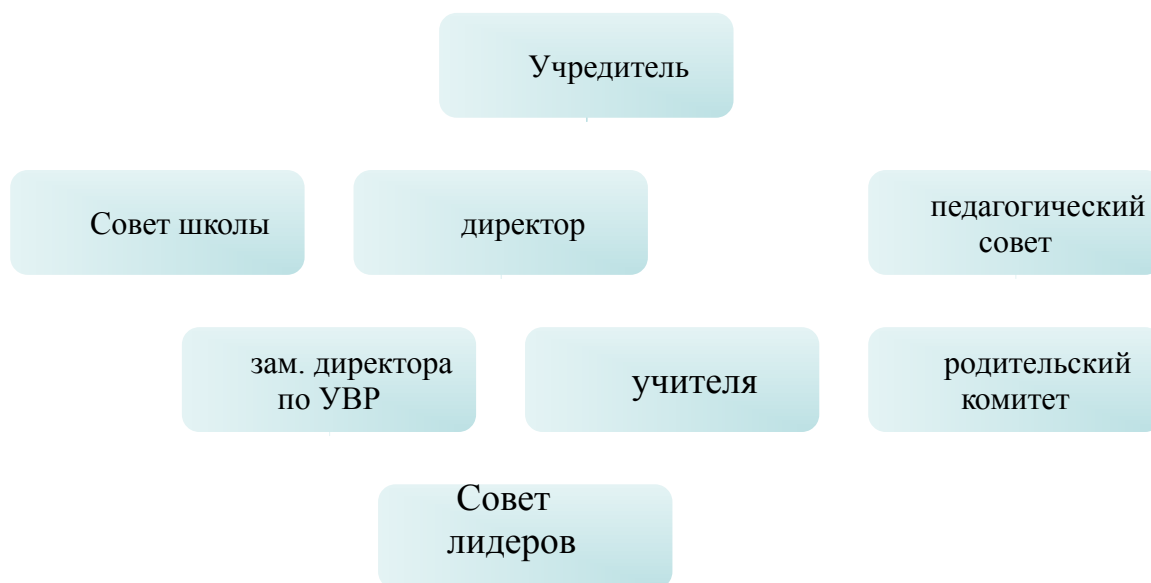 Учредитель
Совет школы
директор
педагогический
совет
зам. директора
по УВР
учителя
родительский
комитет
Совет
лидеров